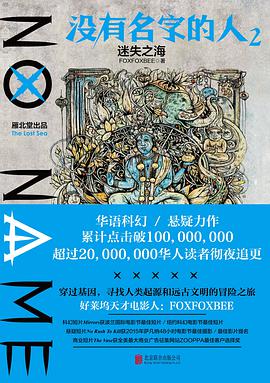 没有名字的人2
迷失之海
FOXFOXBEE◎著
NO NAME
雁北堂出品
The Lost Sea
华语科幻 / 悬疑力作
累计点击破100,000,000
超过20,000,000华人读者彻夜追更
×××××
穿过基因,寻找人类起源和远古文明的冒险之旅
好莱坞天才电影人:FOXFOXBEE
北京联合出版公司